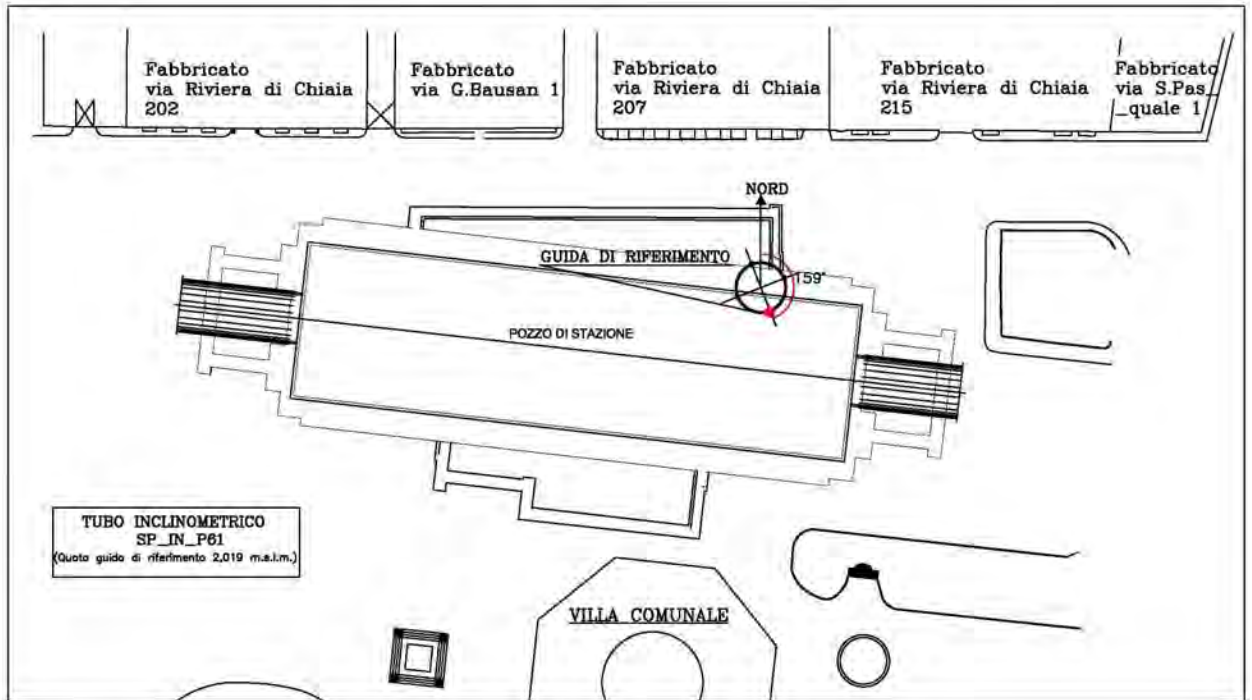 Fabbricato
via Riviera di Chiaia
202
Fabbricato
via G.Bausan 1
Fabbricato
via Riviera di Chiaia
207
Fabbricato
via Riviera di Chiaia
215
Fabbricato
via S.Pas_
_quale 1
NORD
GUIDA DI RIFERIMENTO
159°
POZZO DI STAZIONE
TUBO INCLINOMETRICO
SP_IN_P61
(Quota guida di riferimento 2,019 m.s.l.m.)
VILLA COMUNALE